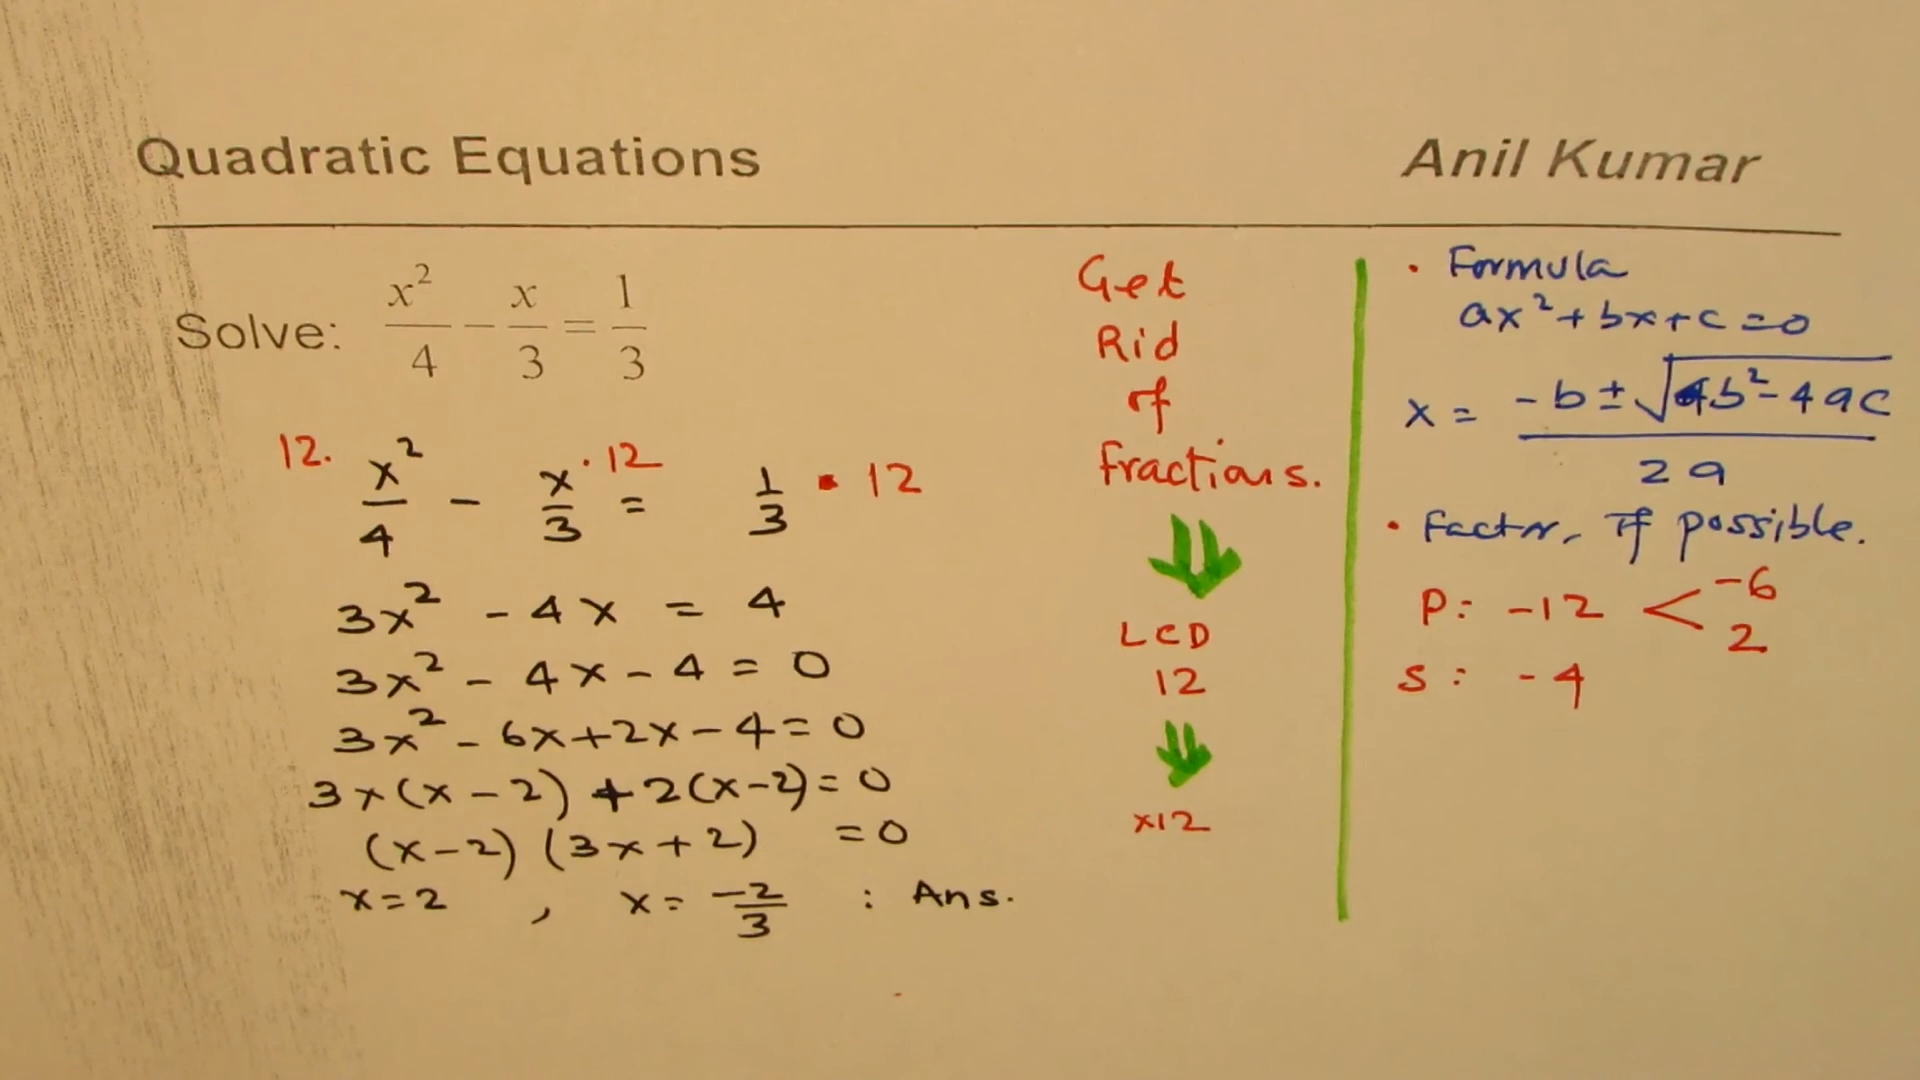 Quadratic Equations
Anil Kumar
Solve: x²/4 − x/3 = 1/3
12. x²/4 − x/3 · 12 = 1/3 · 12
3x² - 4x = 4
3x² - 4x - 4 = 0
3x² - 6x + 2x - 4 = 0
3x(x - 2) + 2(x-2) = 0
(x-2) (3x + 2) = 0
x = 2 , x = -2/3 : Ans.
Get
Rid
of
Fractions.
LCD
12
x12
· Formula
ax² + bx + c = 0
x = -b ± √b² - 4ac / 2a
· Factor, if possible.
P: -12 < -6
2
S: -4